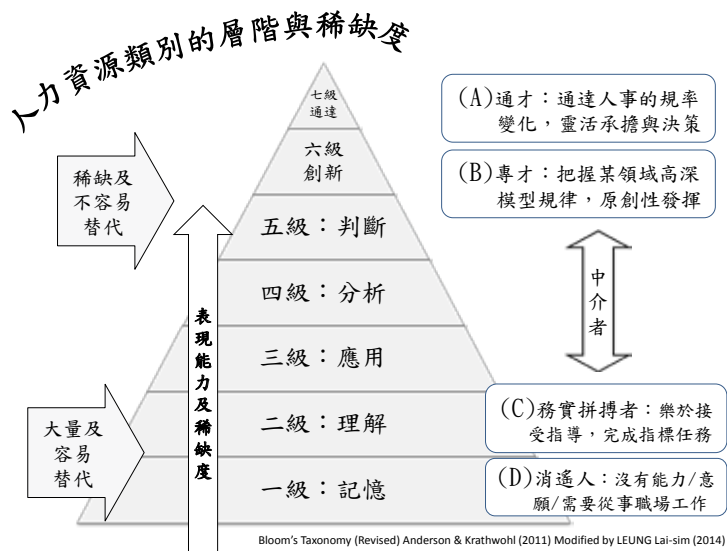 人力資源類別的層階與稀缺度
七級
通達
六級
創新
五級：判斷
四級：分析
三級：應用
二級：理解
一級：記憶
稀缺及
不容易
替代
大量及
容易
替代
表現能力及稀缺度
(A)通才：通達人事的規率
變化，靈活承擔與決策
(B)專才：把握某領域高深
模型規律，原創性發揮
中介者
(C)務實拼搏者：樂於接
受指導，完成指標任務
(D)消遙人：沒有能力/意
願/需要從事職場工作
Bloom's Taxonomy (Revised) Anderson & Krathwohl (2011) Modified by LEUNG Lai-sim (2014)